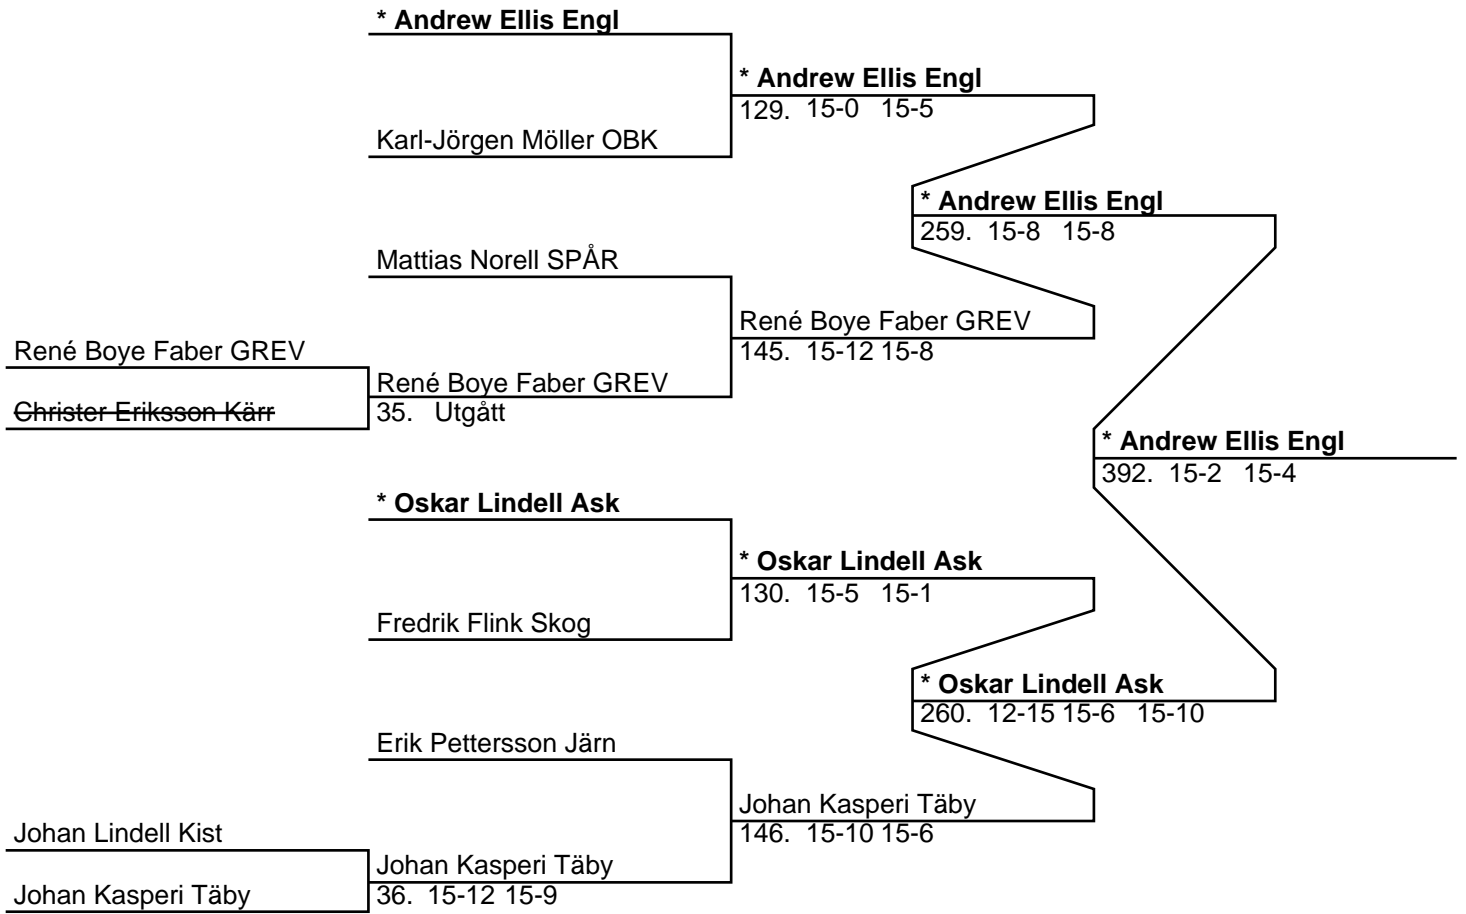 * Andrew Ellis Engl
* Andrew Ellis Engl
129. 15-0 15-5
Karl-Jörgen Möller OBK
* Andrew Ellis Engl
259. 15-8 15-8
Mattias Norell SPÅR
René Boye Faber GREV
145. 15-12 15-8
René Boye Faber GREV
René Boye Faber GREV
Christer Eriksson Kärr
35. Utgått
* Andrew Ellis Engl
392. 15-2 15-4
* Oskar Lindell Ask
* Oskar Lindell Ask
130. 15-5 15-1
Fredrik Flink Skog
* Oskar Lindell Ask
260. 12-15 15-6 15-10
Erik Pettersson Järn
Johan Kasperi Täby
146. 15-10 15-6
Johan Lindell Kist
Johan Kasperi Täby
Johan Kasperi Täby
36. 15-12 15-9